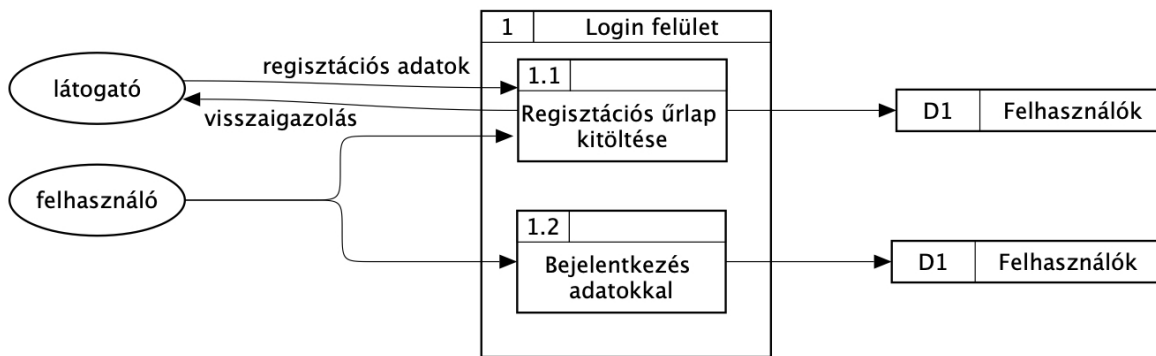 1 Login felület
regisztációs adatok
látogató
visszaigazolás
1.1
Regisztációs űrlap
kitöltése
D1 Felhasználók
felhasználó
1.2
Bejelentkezés
adatokkal
D1 Felhasználók